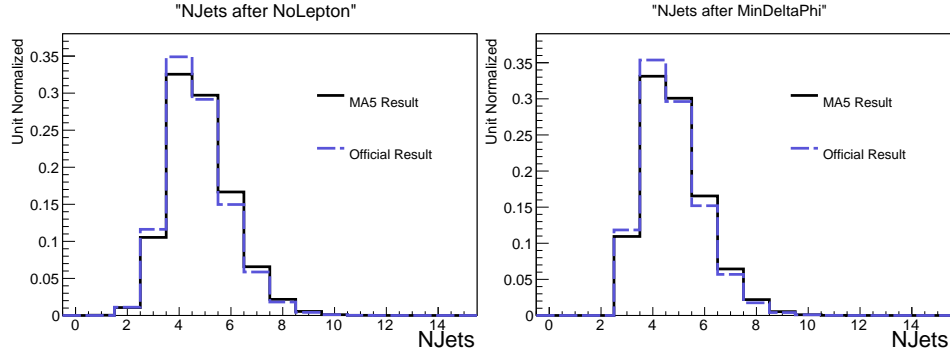 "NJets after NoLepton"
Unit Normalized
0.35
0.3
0.25
0.2
0.15
0.1
0.05
0
MA5 Result
Official Result
0 2 4 6 8 10 12 14
NJets
"NJets after MinDeltaPhi"
Unit Normalized
0.35
0.3
0.25
0.2
0.15
0.1
0.05
0
MA5 Result
Official Result
0 2 4 6 8 10 12 14
NJets